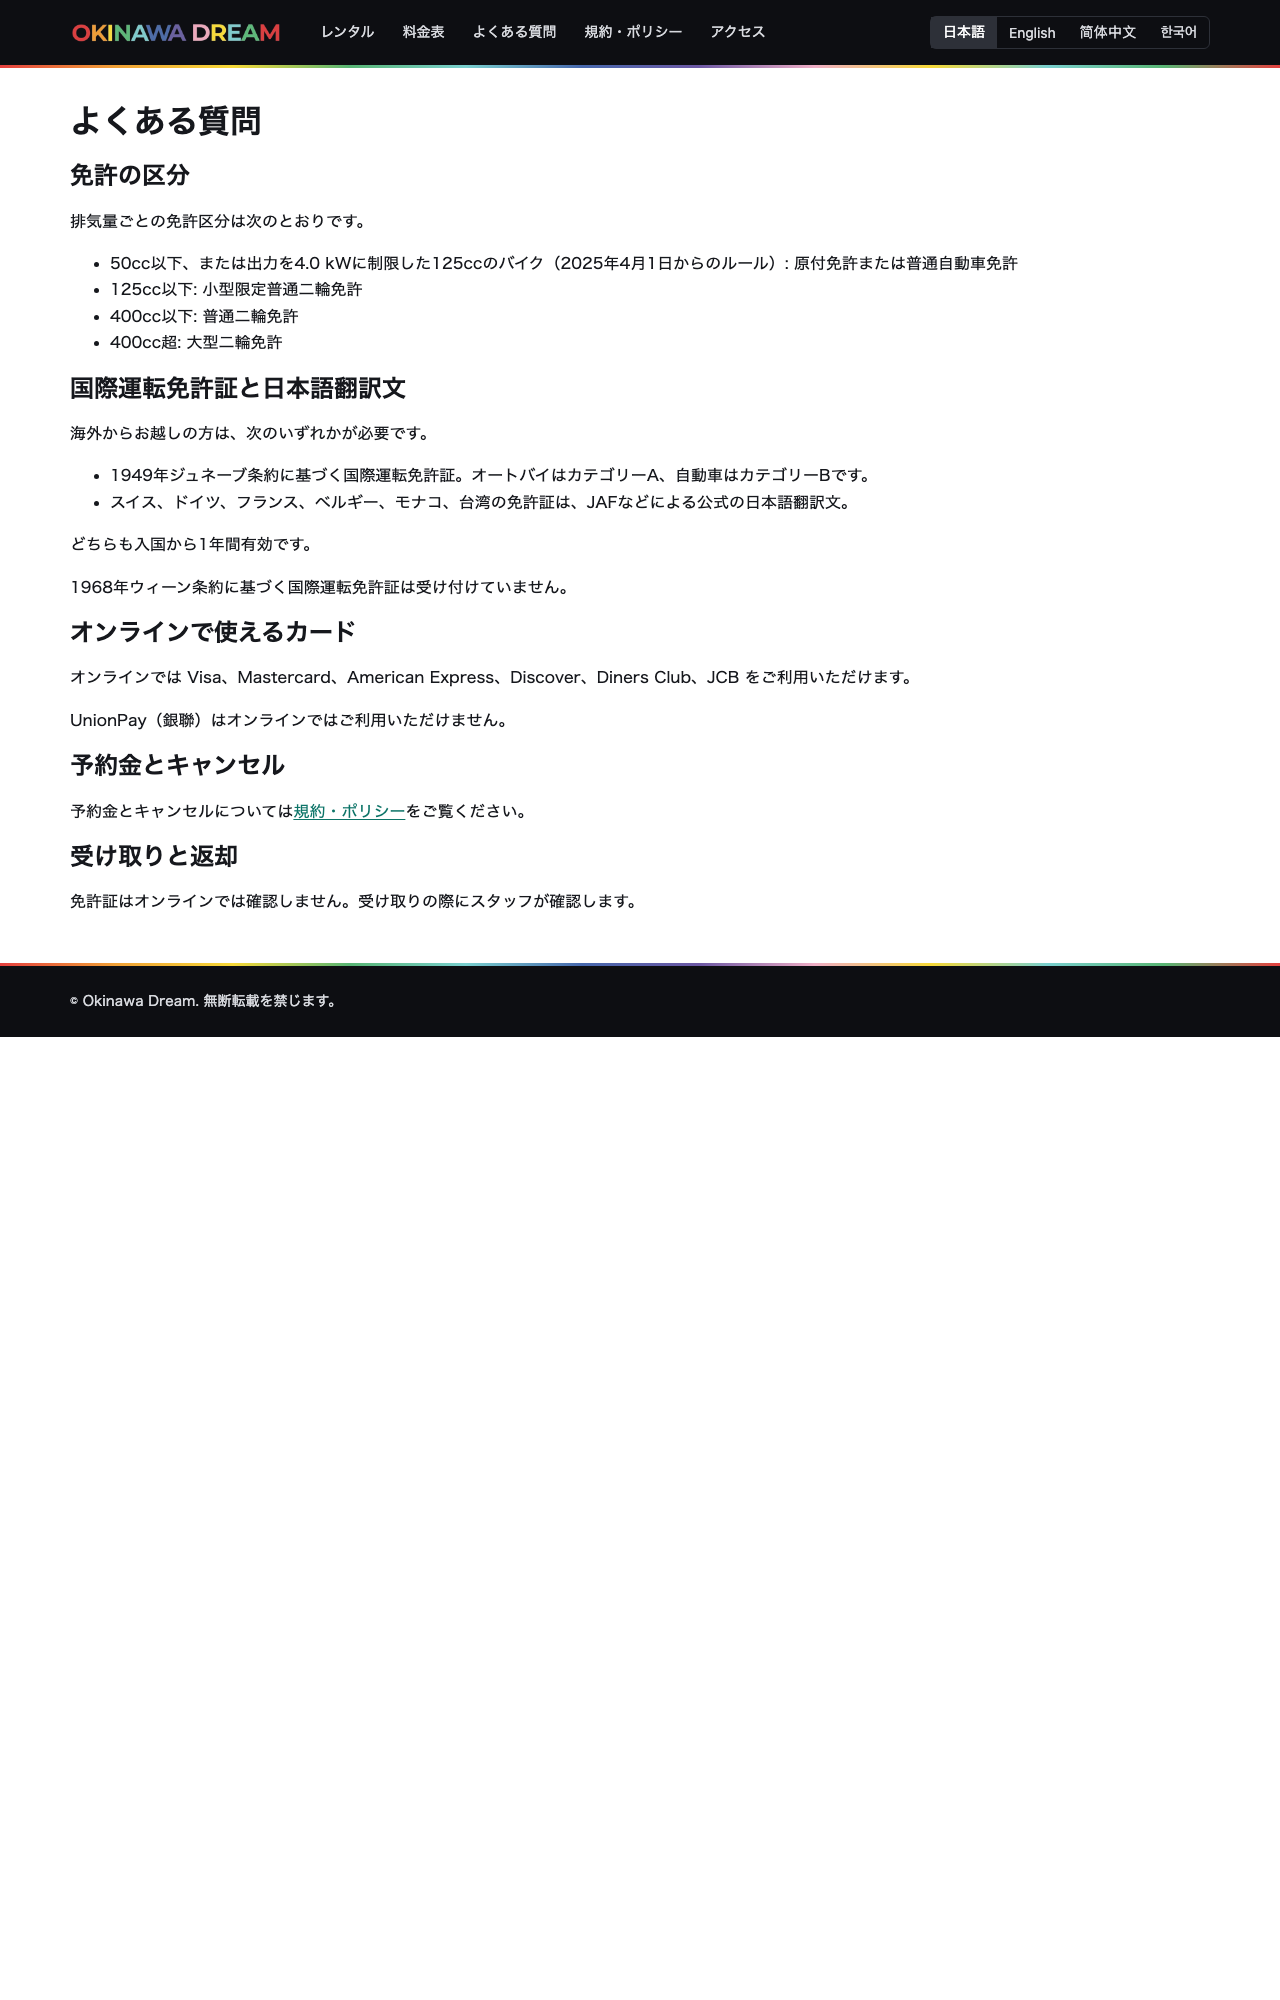 OKINAWA DREAM
レンタル 料金表 よくある質問 規約・ポリシー アクセス
日本語 English 简体中文 한국어
よくある質問
免許の区分
排気量ごとの免許区分は次のとおりです。
• 50cc以下、または出力を4.0 kWに制限した125ccのバイク（2025年4月1日からのルール）: 原付免許または普通自動車免許
• 125cc以下: 小型限定普通二輪免許
• 400cc以下: 普通二輪免許
• 400cc超: 大型二輪免許
国際運転免許証と日本語翻訳文
海外からお越しの方は、次のいずれかが必要です。
• 1949年ジュネーブ条約に基づく国際運転免許証。オートバイはカテゴリーA、自動車はカテゴリーBです。
• スイス、ドイツ、フランス、ベルギー、モナコ、台湾の免許証は、JAFなどによる公式の日本語翻訳文。
どちらも入国から1年間有効です。
1968年ウィーン条約に基づく国際運転免許証は受け付けていません。
オンラインで使えるカード
オンラインでは Visa、Mastercard、American Express、Discover、Diners Club、JCB をご利用いただけます。
UnionPay（銀聯）はオンラインではご利用いただけません。
予約金とキャンセル
予約金とキャンセルについては規約・ポリシーをご覧ください。
受け取りと返却
免許証はオンラインでは確認しません。受け取りの際にスタッフが確認します。
© Okinawa Dream. 無断転載を禁じます。